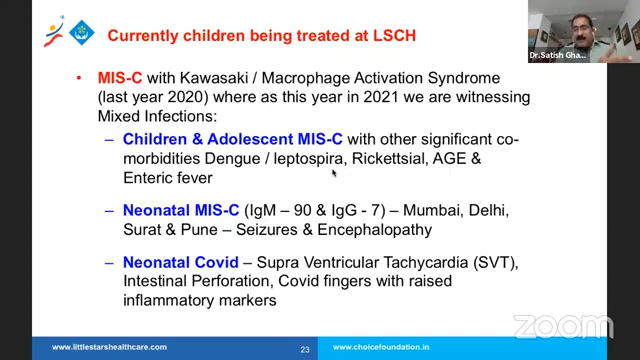 Currently children being treated at LSCH
Dr.Satish Gha...
• MIS-C with Kawasaki / Macrophage Activation Syndrome
(last year 2020) where as this year in 2021 we are witnessing
Mixed Infections:
– Children & Adolescent MIS-C with other significant co-
morbidities Dengue / leptospira, Rickettsial, AGE &
Enteric fever
– Neonatal MIS-C (IgM – 90 & IgG - 7) – Mumbai, Delhi,
Surat & Pune – Seizures & Encephalopathy
– Neonatal Covid – Supra Ventricular Tachycardia (SVT),
Intestinal Perforation, Covid fingers with raised
inflammatory markers
zoom
www.littlestarshealthcare.com 23 www.choicefoundation.in